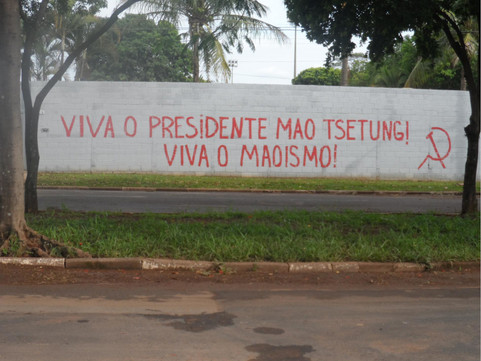 VIVA O PRESiDENTE MAO TSETUNG!
VIVA O MAOISMO!